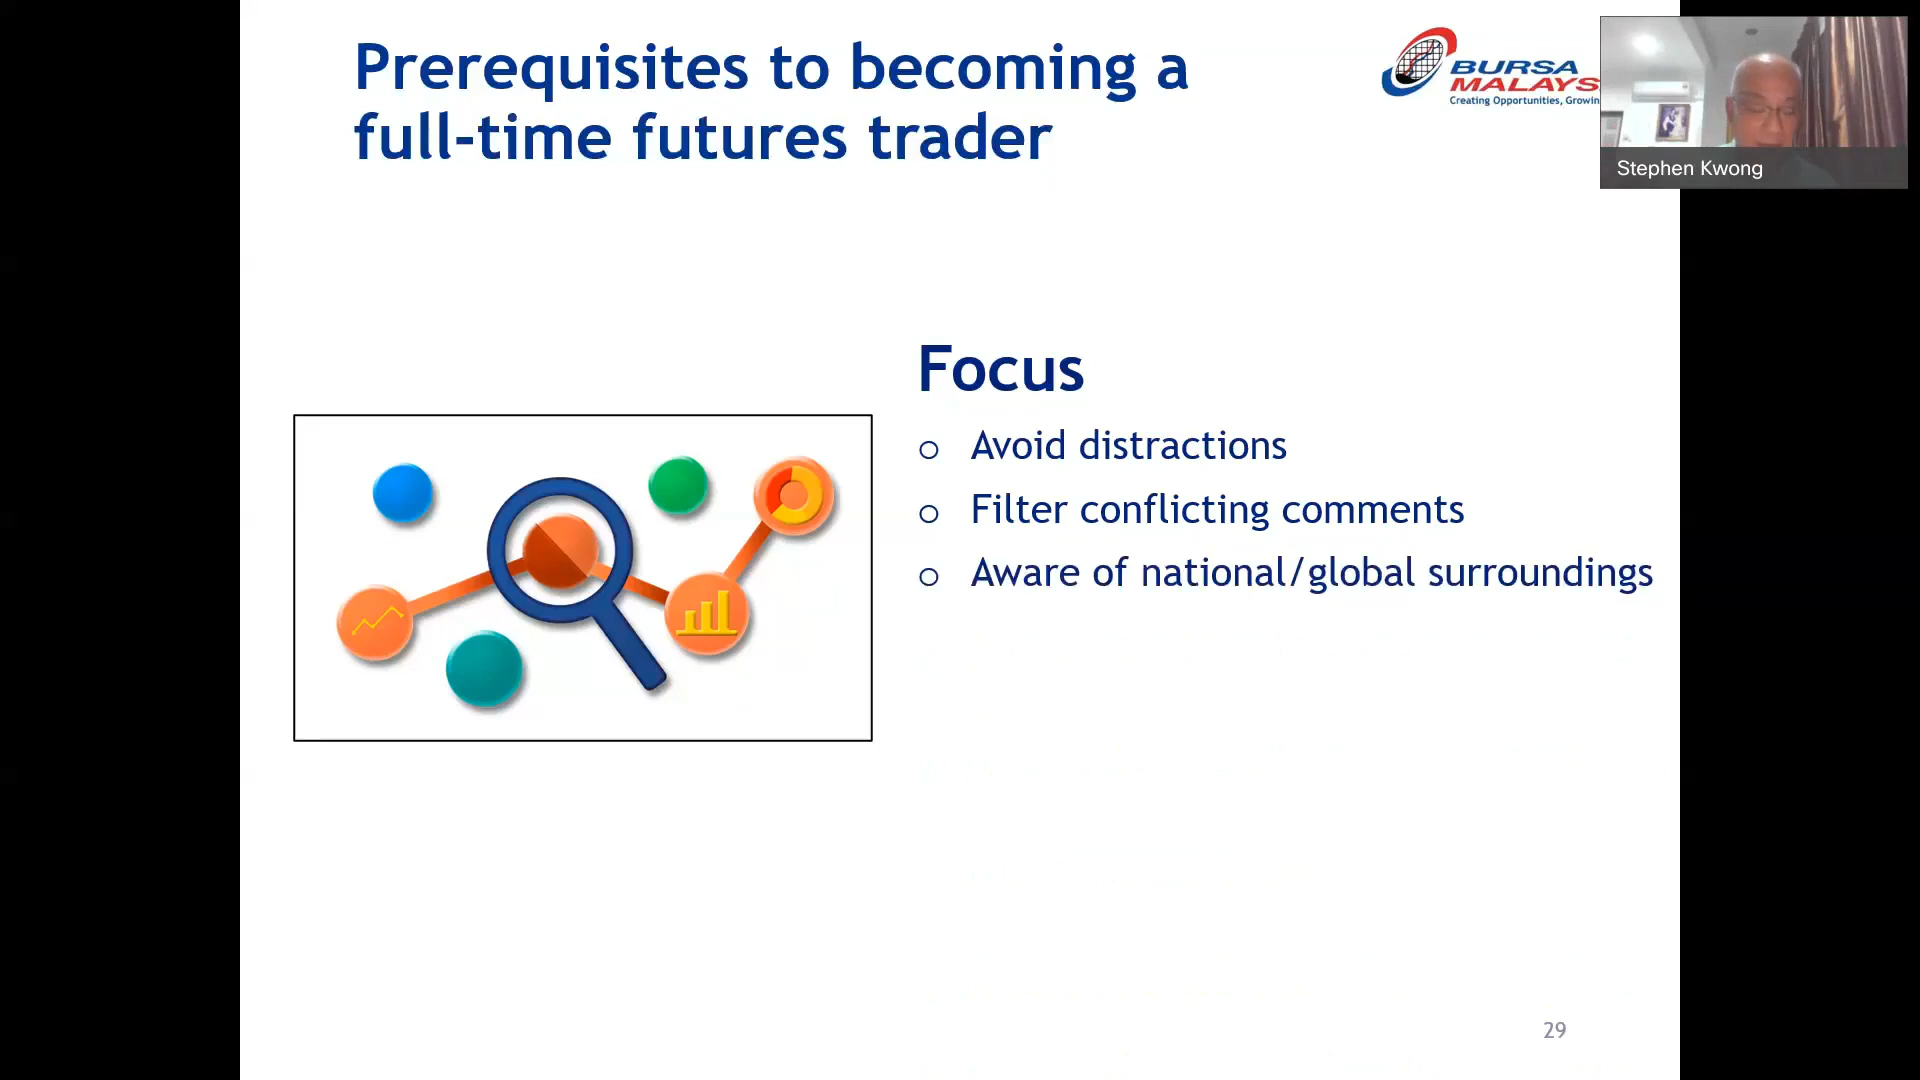 Prerequisites to becoming a
full-time futures trader
BURSA
MALAYS
Creating Opportunities, Growin
Stephen Kwong
Focus
o Avoid distractions
o Filter conflicting comments
o Aware of national/global surroundings
29